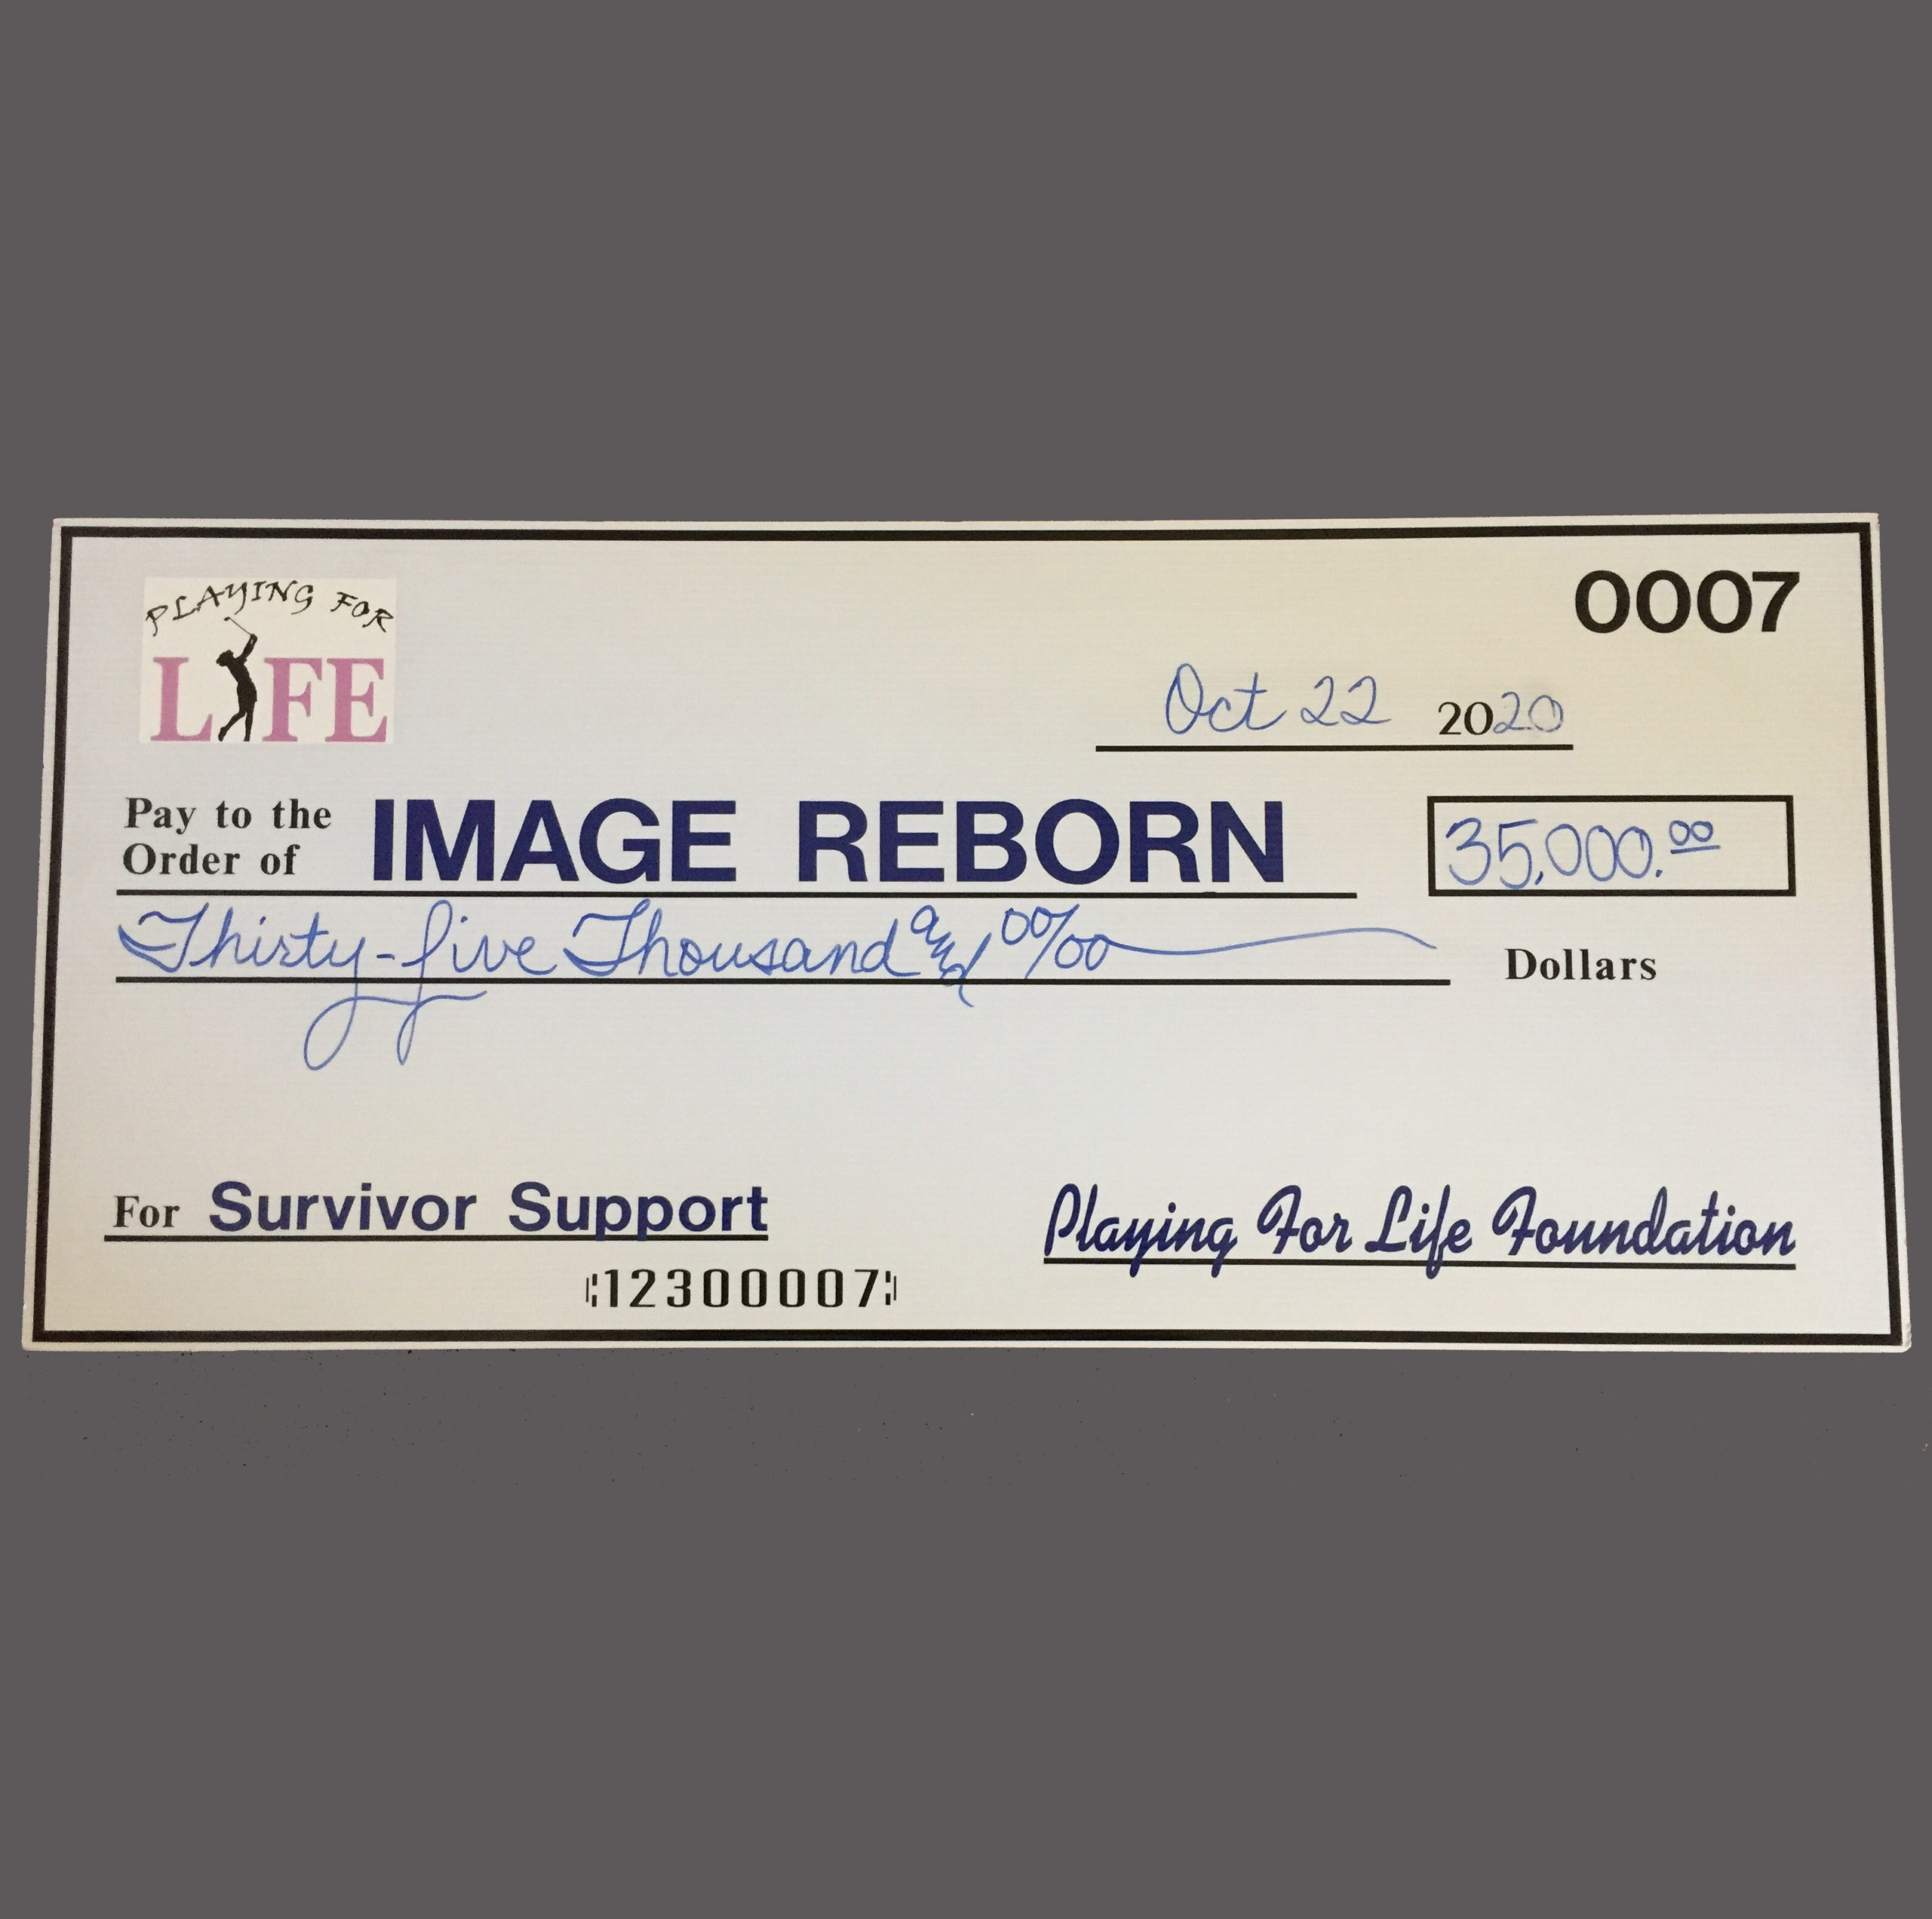 PLAYING FOR
LIFE
0007
Oct 22 2020
Pay to the
Order of IMAGE REBORN 35,000.00
Thirty-five Thousand and 00/00 Dollars
For Survivor Support
Playing For Life Foundation
⑆12300007⑆